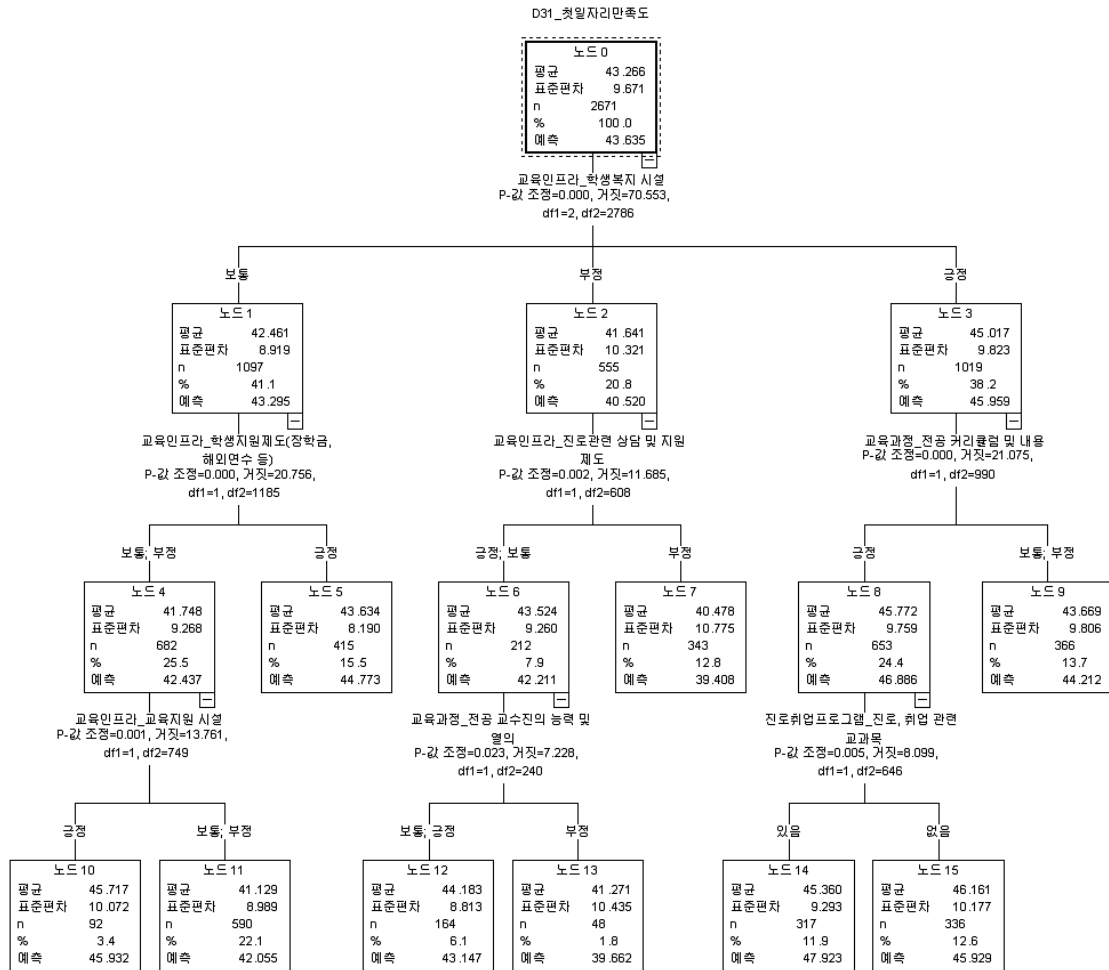 D31_첫일자리만족도
노드 0
평균 43.266
표준편차 9.671
n 2671
% 100.0
예측 43.635
교육인프라_학생복지 시설
P-값 조정=0.000, 거짓=70.553,
df1=2, df2=2786
보통
부정
긍정
노드 1
평균 42.461
표준편차 8.919
n 1097
% 41.1
예측 43.295
노드 2
평균 41.641
표준편차 10.321
n 555
% 20.8
예측 40.520
노드 3
평균 45.017
표준편차 9.823
n 1019
% 38.2
예측 45.959
교육인프라_학생지원제도(장학금,
해외연수 등)
P-값 조정=0.000, 거짓=20.756,
df1=1, df2=1185
교육인프라_진로관련 상담 및 지원
제도
P-값 조정=0.002, 거짓=11.685,
df1=1, df2=608
교육과정_전공 커리큘럼 및 내용
P-값 조정=0.000, 거짓=21.075,
df1=1, df2=990
보통; 부정
긍정
긍정; 보통
부정
긍정
보통; 부정
노드 4
평균 41.748
표준편차 9.268
n 682
% 25.5
예측 42.437
노드 5
평균 43.634
표준편차 8.190
n 415
% 15.5
예측 44.773
노드 6
평균 43.524
표준편차 9.260
n 212
% 7.9
예측 42.211
노드 7
평균 40.478
표준편차 10.775
n 343
% 12.8
예측 39.408
노드 8
평균 45.772
표준편차 9.759
n 653
% 24.4
예측 46.886
노드 9
평균 43.669
표준편차 9.806
n 366
% 13.7
예측 44.212
교육인프라_교육지원 시설
P-값 조정=0.001, 거짓=13.761,
df1=1, df2=749
교육과정_전공 교수진의 능력 및
열의
P-값 조정=0.023, 거짓=7.228,
df1=1, df2=240
진로취업프로그램_진로, 취업 관련
교과목
P-값 조정=0.005, 거짓=8.099,
df1=1, df2=646
긍정
보통; 부정
보통; 긍정
부정
있음
없음
노드 10
평균 45.717
표준편차 10.072
n 92
% 3.4
예측 45.932
노드 11
평균 41.129
표준편차 8.989
n 590
% 22.1
예측 42.055
노드 12
평균 44.183
표준편차 8.813
n 164
% 6.1
예측 43.147
노드 13
평균 41.271
표준편차 10.435
n 48
% 1.8
예측 39.662
노드 14
평균 45.360
표준편차 9.293
n 317
% 11.9
예측 47.923
노드 15
평균 46.161
표준편차 10.177
n 336
% 12.6
예측 45.929